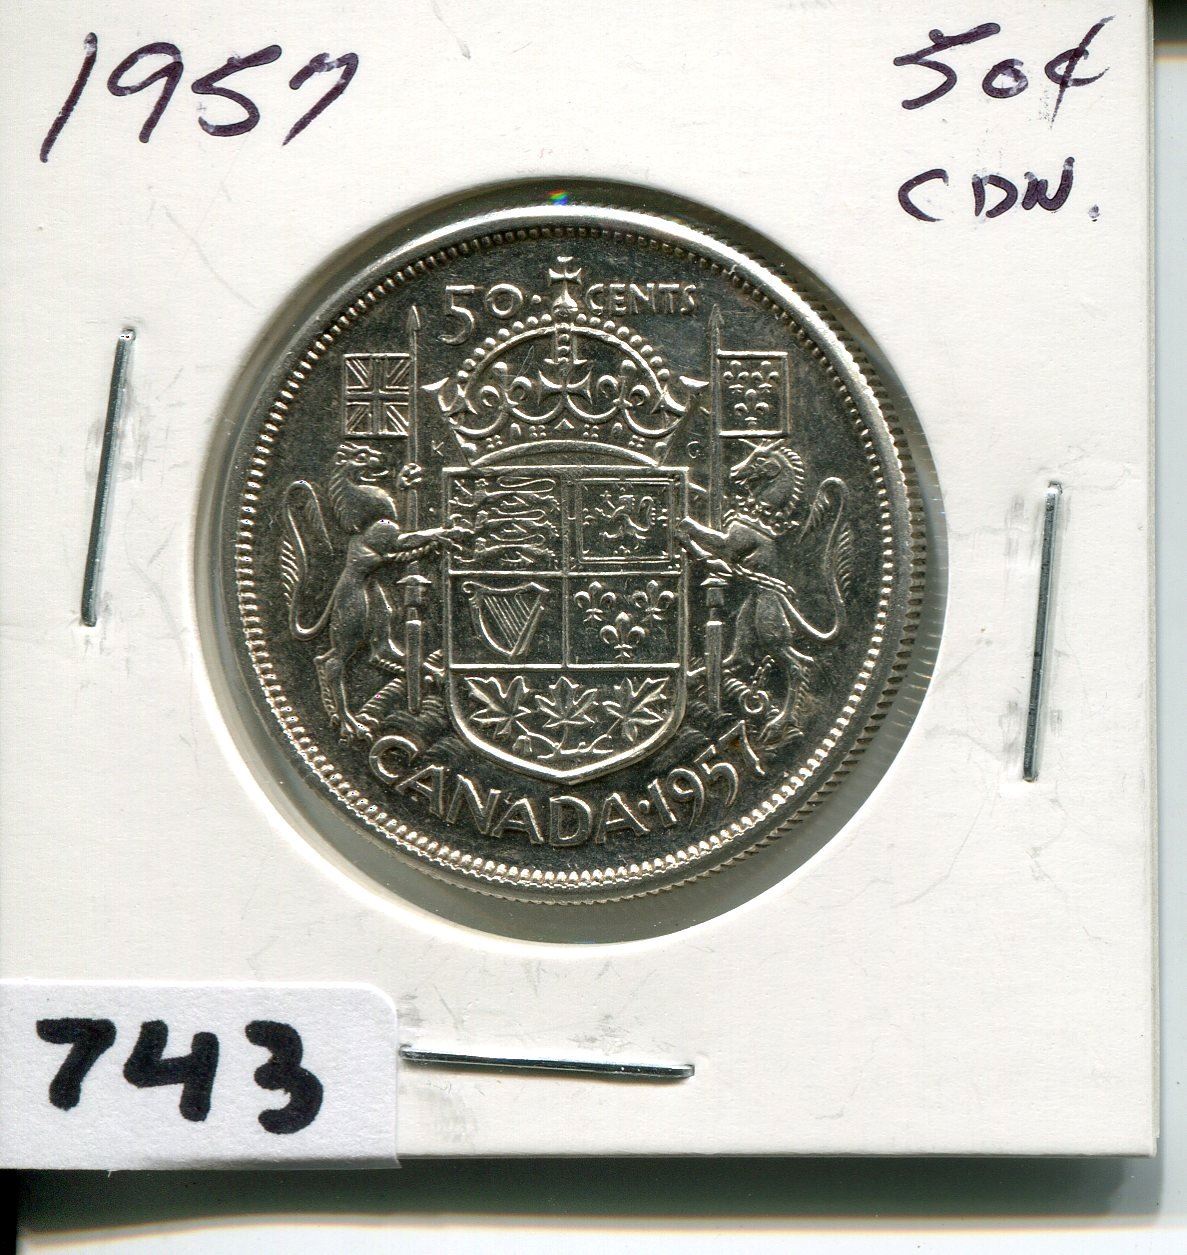 1957
50¢
CDN.
50 · CENTS
K G
CANADA · 1957
743